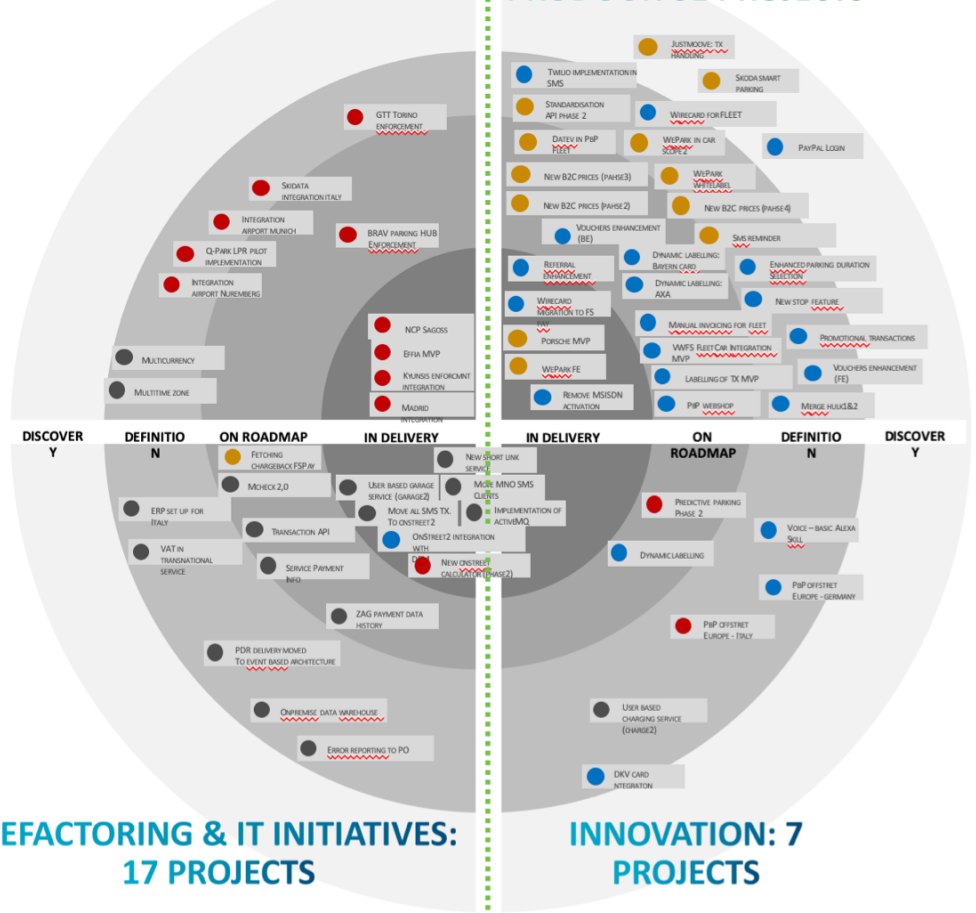 JUSTMOOVE: TX
HANDLING
TWILIO IMPLEMENTATION IN
SMS
SKODA SMART
PARKING
STANDARDISATION
API PHASE 2
WIRECARD FOR FLEET
GTT TORINO
ENFORCEMENT
DATEV IN PBP
FLEET
WEPARK IN CAR
SCOPE 2
PAYPAL LOGIN
NEW B2C PRICES (PAHSE3)
WEPARK
WHITELABEL
SKIDATA
INTEGRATION ITALY
NEW B2C PRICES (PAHSE2)
NEW B2C PRICES (PAHSE4)
INTEGRATION
AIRPORT MUNICH
BRAV PARKING HUB
ENFORCEMENT
VOUCHERS ENHANCEMENT
(BE)
SMS REMINDER
Q-PARK LPR PILOT
IMPLEMENTATION
DYNAMIC LABELLING:
BAYERN CARD
REFERRAL
ENHANCEMENT
ENHANCED PARKING DURATION
SELECTION
INTEGRATION
AIRPORT NUREMBERG
DYNAMIC LABELLING:
AXA
WIRECARD
MIGRATION TO FS
PAY
NEW STOP FEATURE
NCP SAGOSS
MANUAL INVOICING FOR FLEET
PORSCHE MVP
PROMOTIONAL TRANSACTIONS
EFFIA MVP
VWFS FLEETCAR INTEGRATION
MVP
MULTICURRENCY
WEPARK FE
VOUCHERS ENHANCEMENT
(FE)
KYUNSIS ENFORCMNT
INTEGRATION
LABELLING OF TX MVP
MULTITIME ZONE
REMOVE MSISDN
ACTIVATION
MADRID
INTEGRATION
PBP WEBSHOP
MERGE HULK1&2
DISCOVER
Y
DEFINITIO
N
ON ROADMAP
IN DELIVERY
IN DELIVERY
ON
ROADMAP
DEFINITIO
N
DISCOVER
Y
FETCHING
CHARGEBACK FSPAY
NEW SHORT LINK
SERVICE
MCHECK 2,0
USER BASED GARAGE
SERVICE (GARAGE2)
MOVE MNO SMS
CLIENTS
ERP SET UP FOR
ITALY
MOVE ALL SMS TX.
TO ONSTREET 2
IMPLEMENTATION OF
ACTIVEMQ
PREDICTIVE PARKING
PHASE 2
TRANSACTION API
ONSTREET2 INTEGRATION
WITH
VOICE – BASIC ALEXA
SKILL
VAT IN
TRANSNATIONAL
SERVICE
SERVICE PAYMENT
INFO
NEW ONSTREET
CALCULATOR (PHASE2)
DYNAMIC LABELLING
PBP OFFSTRET
EUROPE - GERMANY
ZAG PAYMENT DATA
HISTORY
PBP OFFSTRET
EUROPE - ITALY
PDR DELIVERY MOVED
TO EVENT BASED ARCHITECTURE
ONPREMISE DATA WAREHOUSE
USER BASED
CHARGING SERVICE
(CHARGE2)
ERROR REPORTING TO PO
DKV CARD
NTEGRATON
EFACTORING & IT INITIATIVES:
17 PROJECTS
INNOVATION: 7
PROJECTS